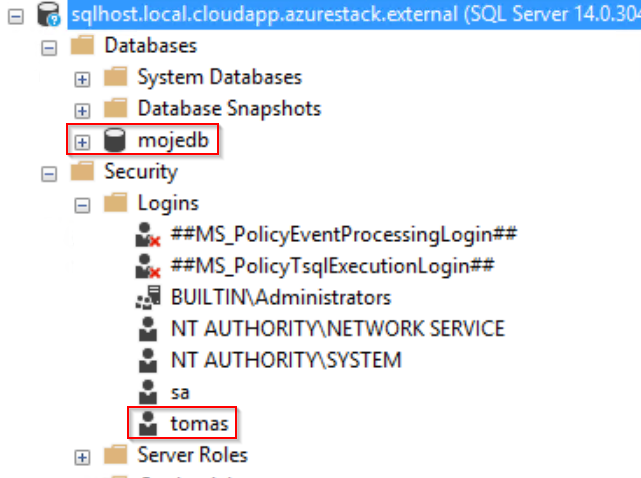 sqlhost.local.cloudapp.azurestack.external (SQL Server 14.0.304
Databases
System Databases
Database Snapshots
mojedb
Security
Logins
##MS_PolicyEventProcessingLogin##
##MS_PolicyTsqlExecutionLogin##
BUILTIN\Administrators
NT AUTHORITY\NETWORK SERVICE
NT AUTHORITY\SYSTEM
sa
tomas
Server Roles